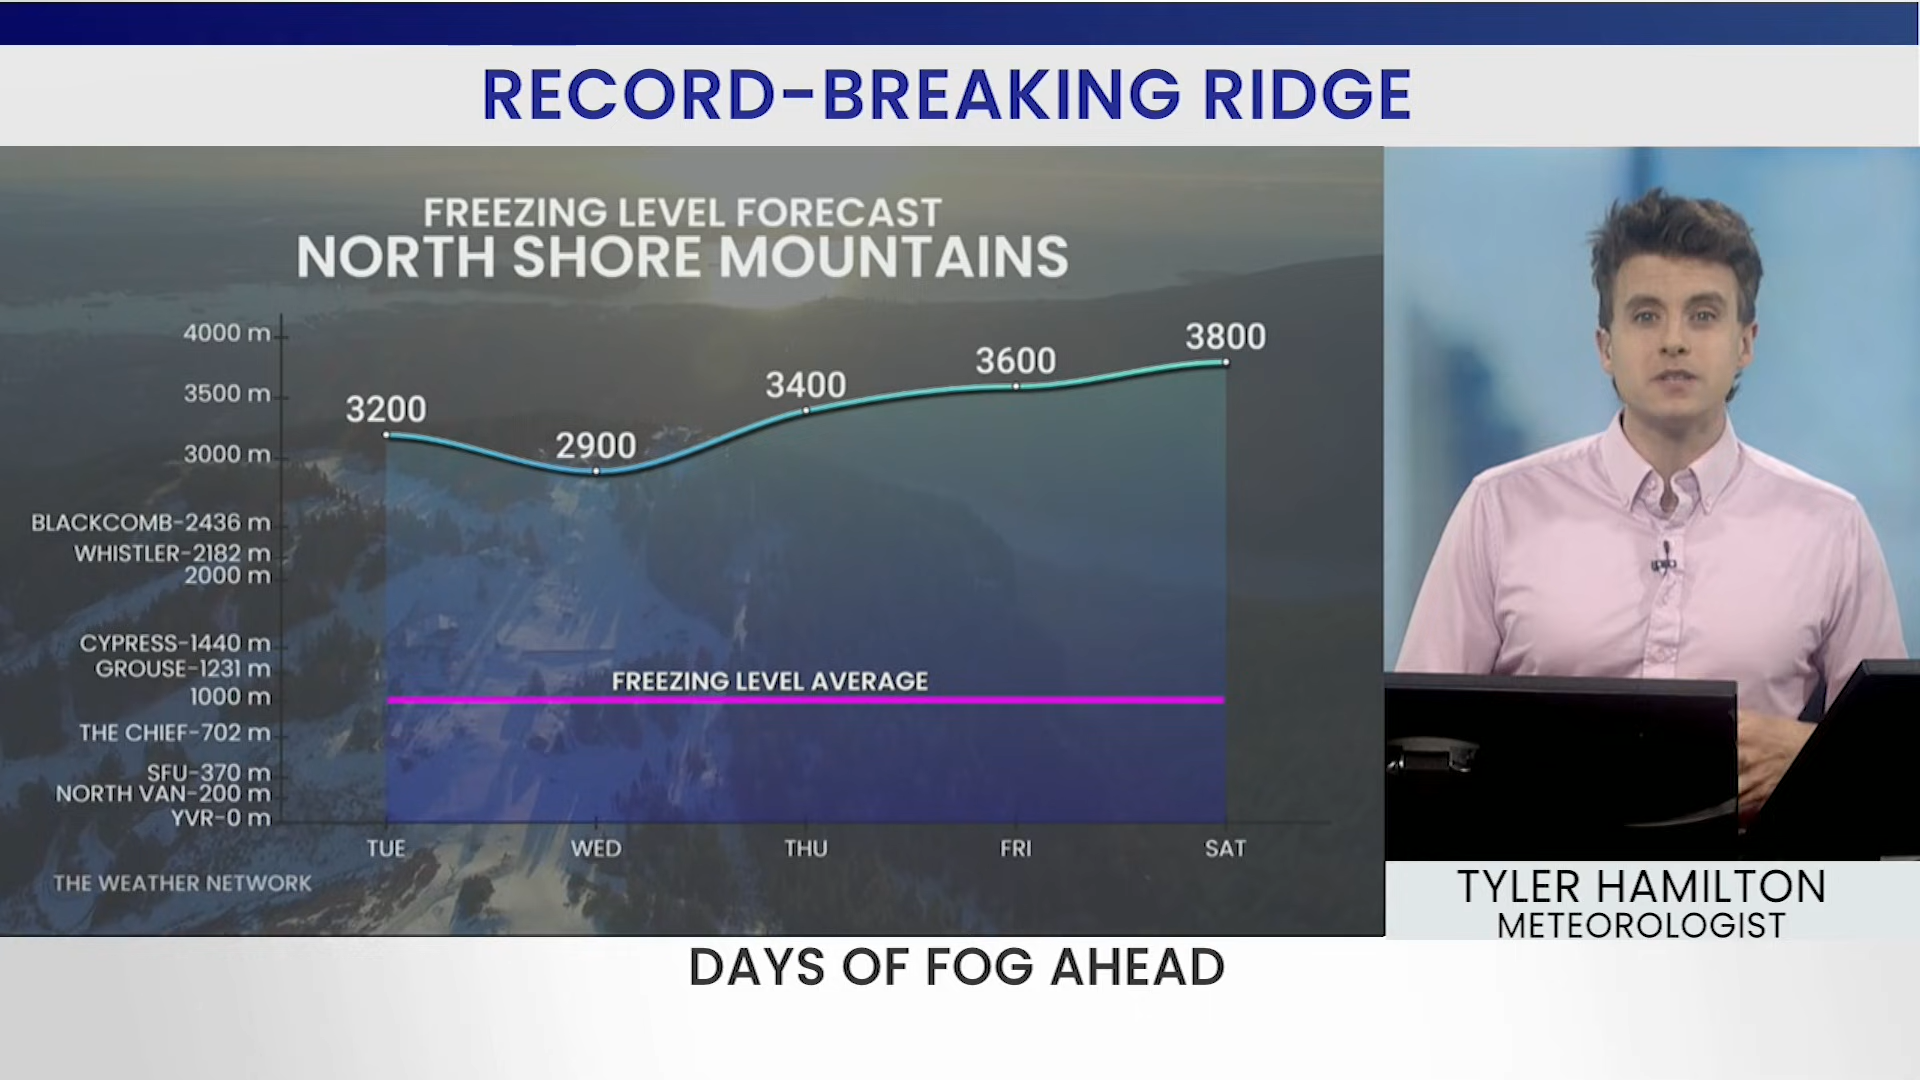 RECORD-BREAKING RIDGE
FREEZING LEVEL FORECAST
NORTH SHORE MOUNTAINS
4000 m
3500 m
3000 m
BLACKCOMB-2436 m
WHISTLER-2182 m
2000 m
CYPRESS-1440 m
GROUSE-1231 m
1000 m
THE CHIEF-702 m
SFU-370 m
NORTH VAN-200 m
YVR-0 m
3200
2900
3400
3600
3800
FREEZING LEVEL AVERAGE
TUE
WED
THU
FRI
SAT
THE WEATHER NETWORK
TYLER HAMILTON
METEOROLOGIST
DAYS OF FOG AHEAD